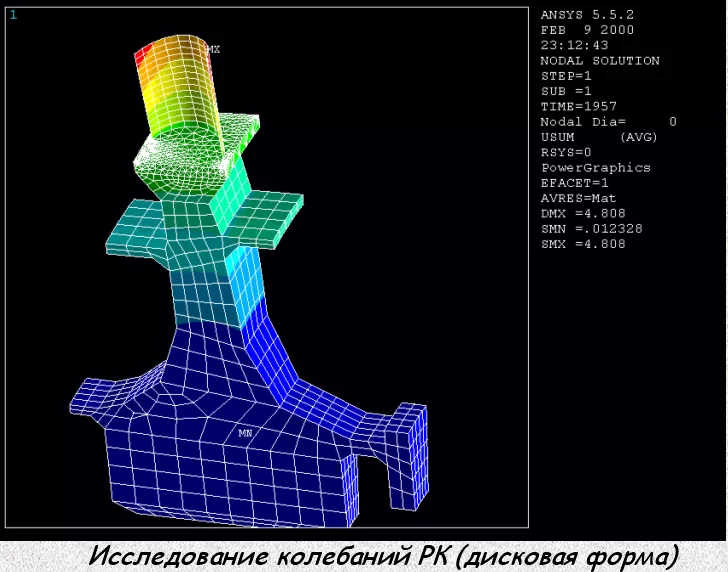 1
ANSYS 5.5.2
FEB  9 2000
23:12:43
NODAL SOLUTION
STEP=1
SUB =1
TIME=1957
Nodal Dia=     0
USUM     (AVG)
RSYS=0
PowerGraphics
EFACET=1
AVRES=Mat
DMX =4.808
SMN =.012328
SMX =4.808
MX
MN
Исследование колебаний РК (дисковая форма)